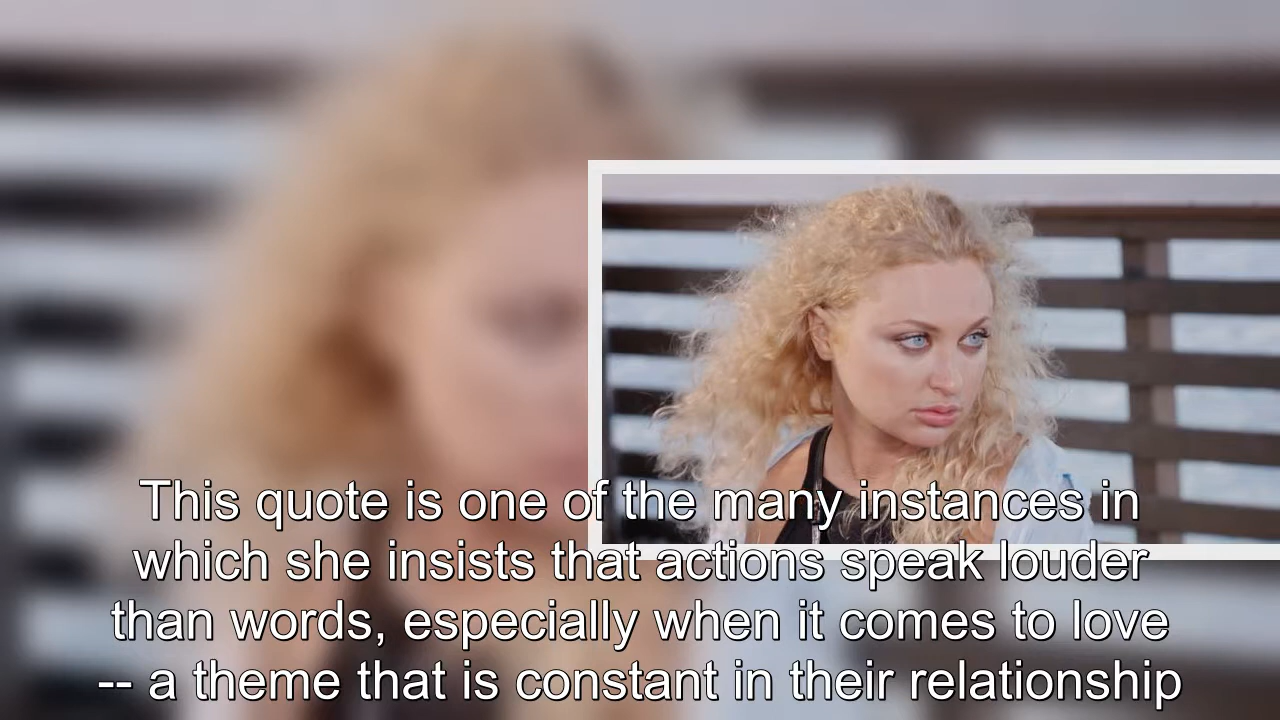 This quote is one of the many instances in
which she insists that actions speak louder
than words, especially when it comes to love
-- a theme that is constant in their relationship